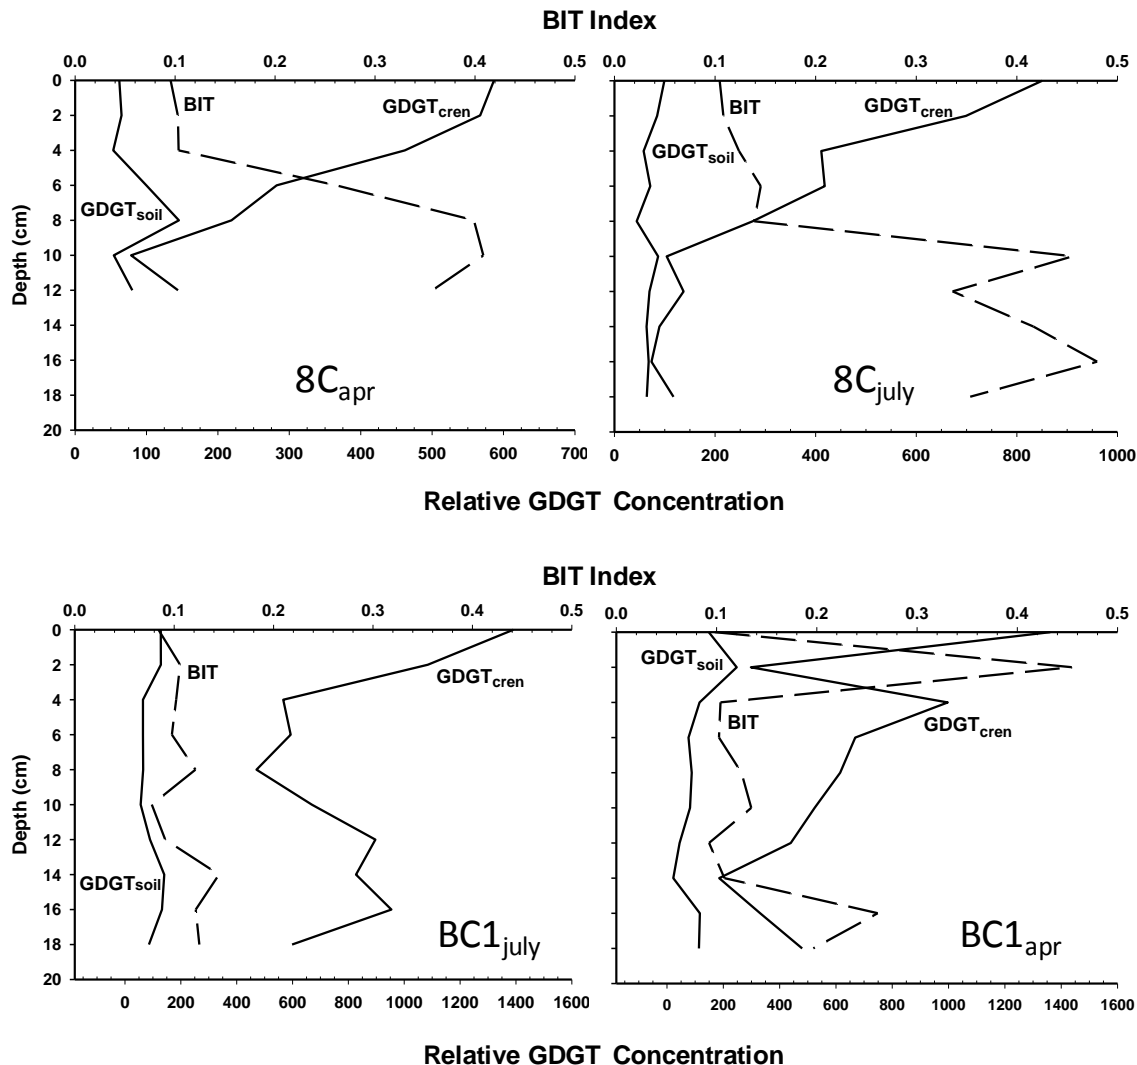 BIT Index
0.0 0.1 0.2 0.3 0.4 0.5
0.0 0.1 0.2 0.3 0.4 0.5
0
2
4
6
8
10
12
14
16
18
20
Depth (cm)
BIT
GDGTcren
GDGTsoil
8Capr
BIT
GDGTcren
GDGTsoil
8Cjuly
0 100 200 300 400 500 600 700
0 200 400 600 800 1000
Relative GDGT Concentration
BIT Index
0.0 0.1 0.2 0.3 0.4 0.5
0.0 0.1 0.2 0.3 0.4 0.5
0
2
4
6
8
10
12
14
16
18
20
Depth (cm)
BIT
GDGTcren
GDGTsoil
BC1july
GDGTsoil
BIT
GDGTcren
BC1apr
0 200 400 600 800 1000 1200 1400 1600
0 200 400 600 800 1000 1200 1400 1600
Relative GDGT Concentration